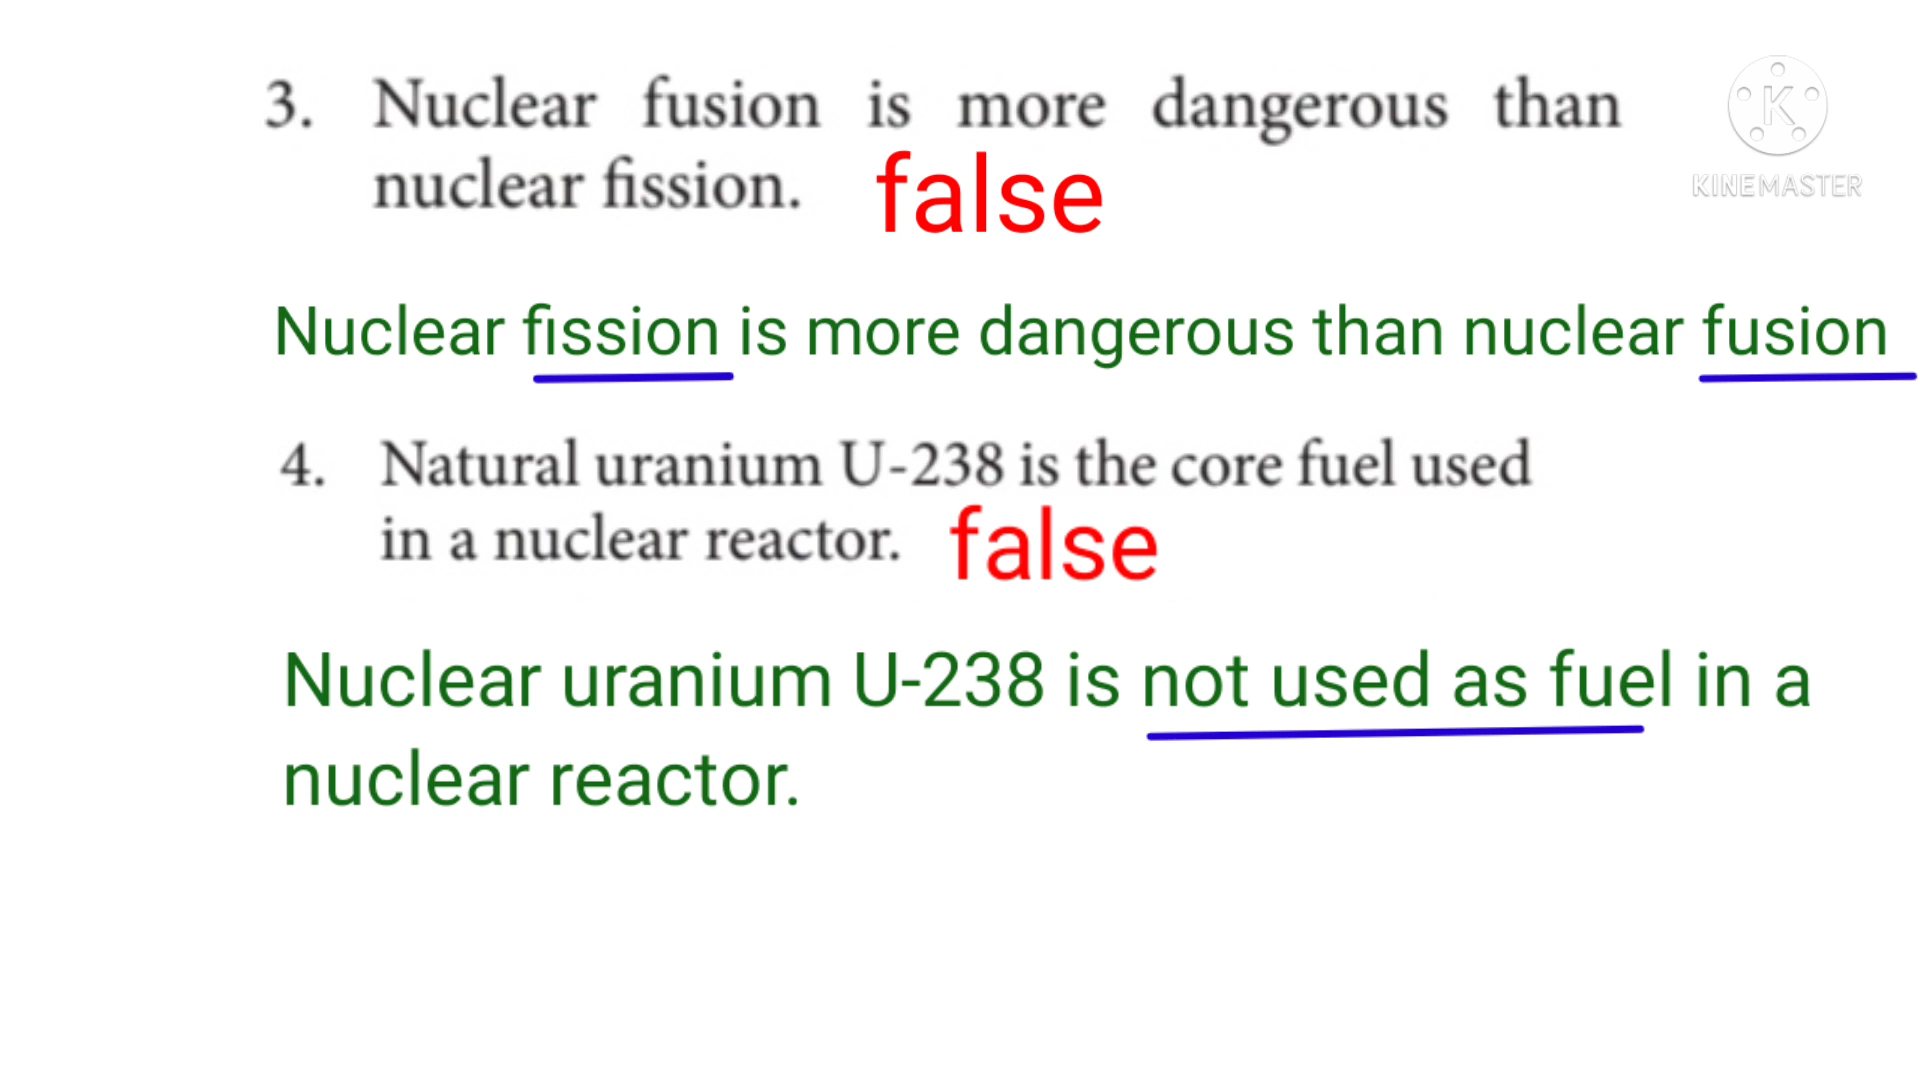 3. Nuclear fusion is more dangerous than
nuclear fission. false
KINEMASTER
Nuclear fission is more dangerous than nuclear fusion
4. Natural uranium U-238 is the core fuel used
in a nuclear reactor. false
Nuclear uranium U-238 is not used as fuel in a
nuclear reactor.